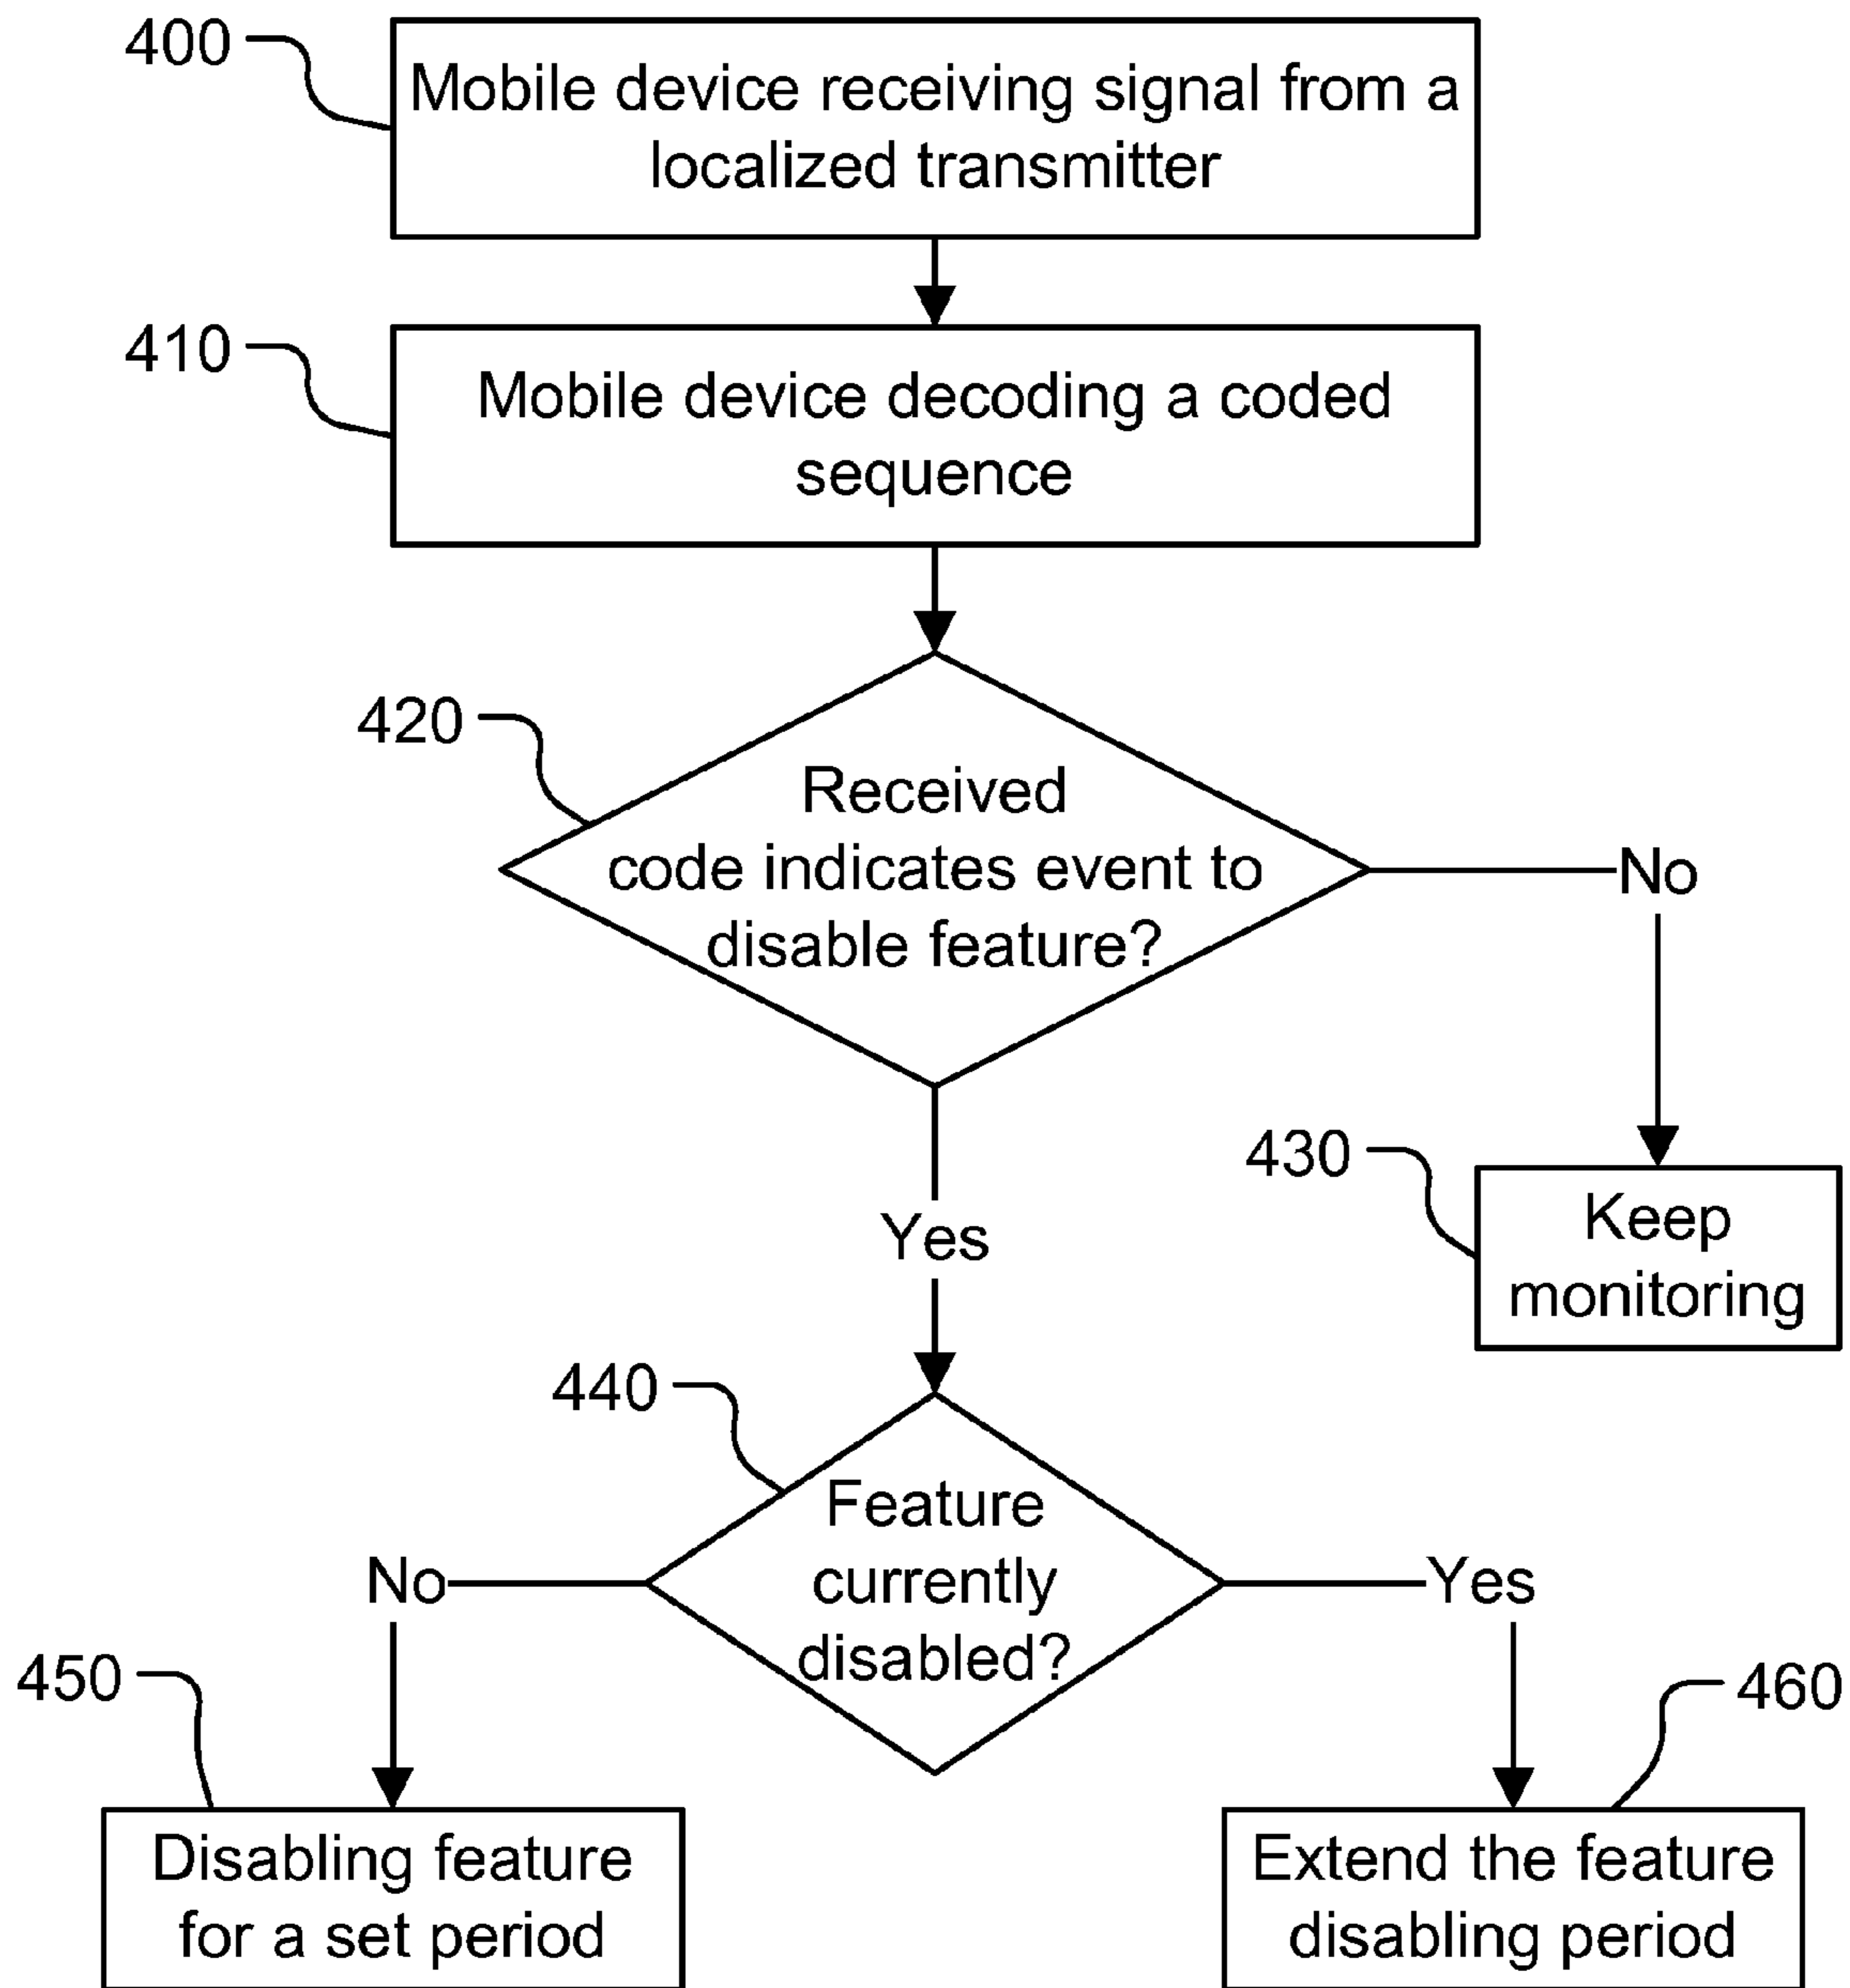 400
Mobile device receiving signal from a
localized transmitter
410
Mobile device decoding a coded
sequence
420
Received
code indicates event to
disable feature?
No
430
Keep
monitoring
Yes
440
Feature
currently
disabled?
No
Yes
450
Disabling feature
for a set period
460
Extend the feature
disabling period